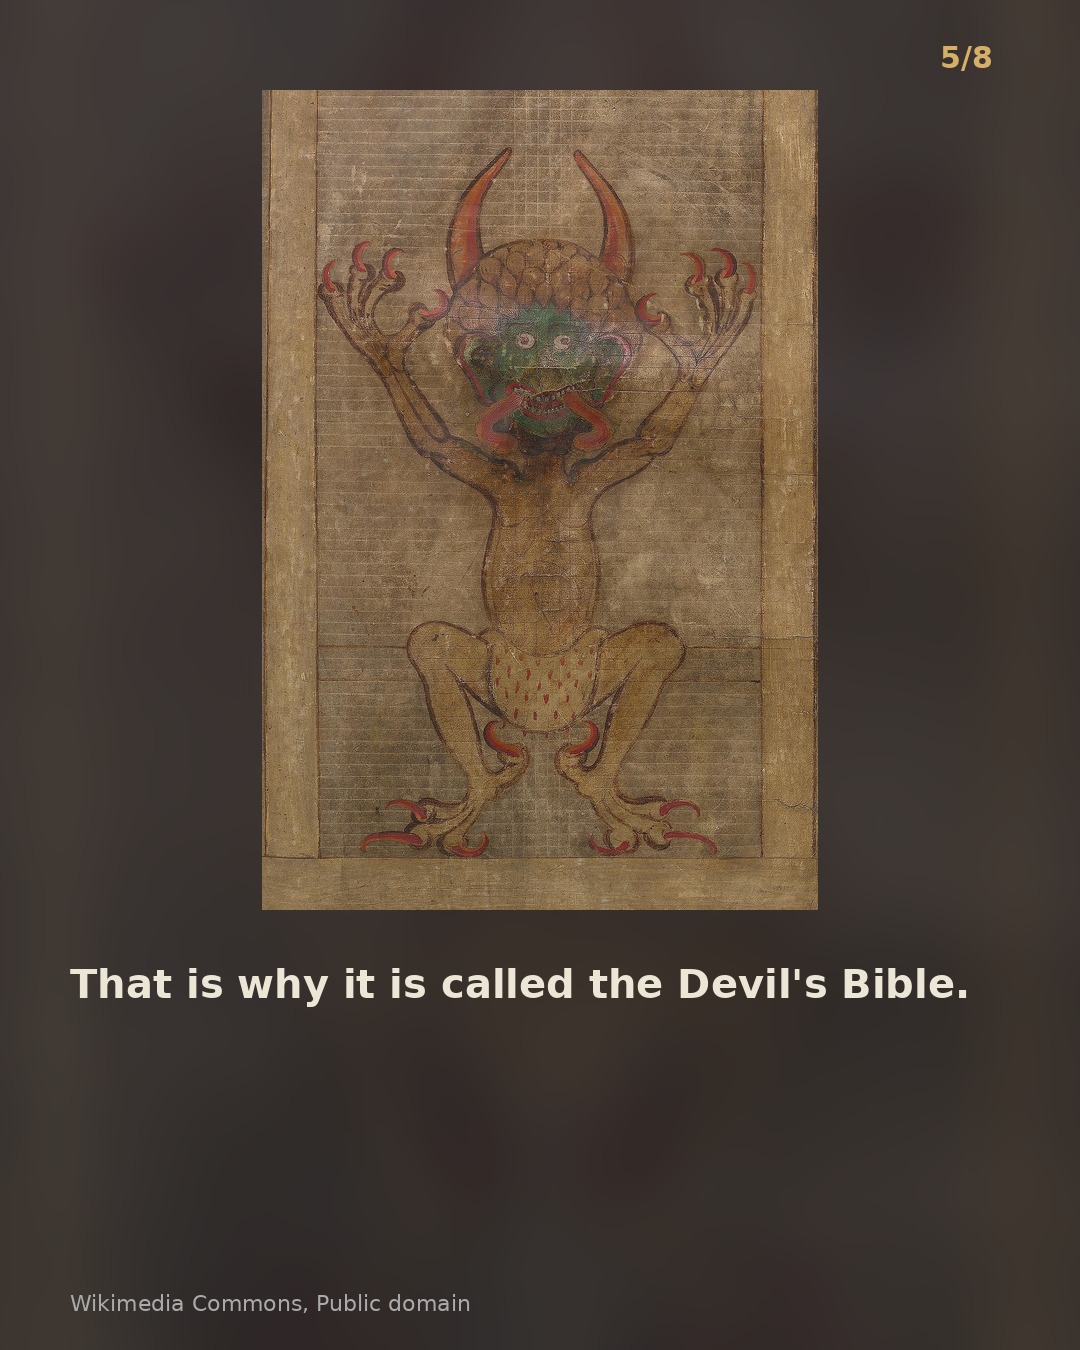 5/8
That is why it is called the Devil's Bible.
Wikimedia Commons, Public domain